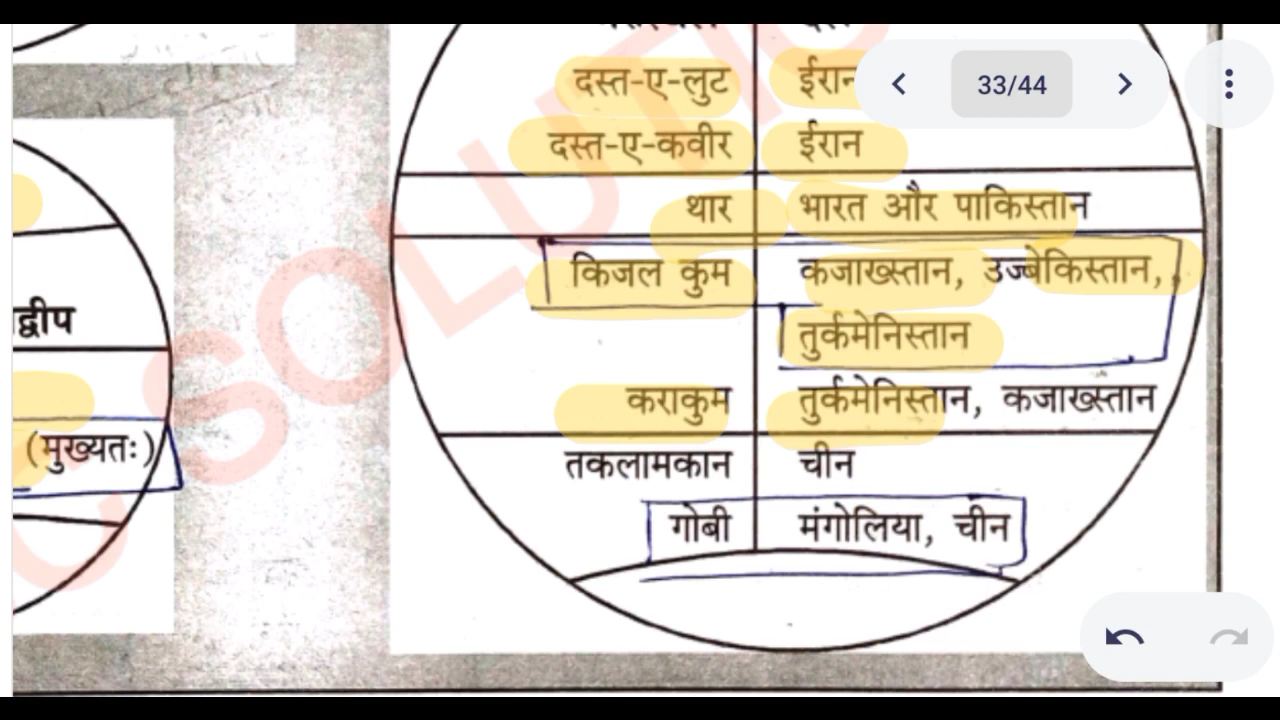 दस्त-ए-लुट ईरान
दस्त-ए-कवीर ईरान
थार भारत और पाकिस्तान
किजल कुम कजाख्स्तान, उज्बेकिस्तान,
तुर्कमेनिस्तान
कराकुम तुर्कमेनिस्तान, कजाख्स्तान
तकलामकान चीन
गोबी मंगोलिया, चीन
द्वीप
(मुख्यतः)
33/44